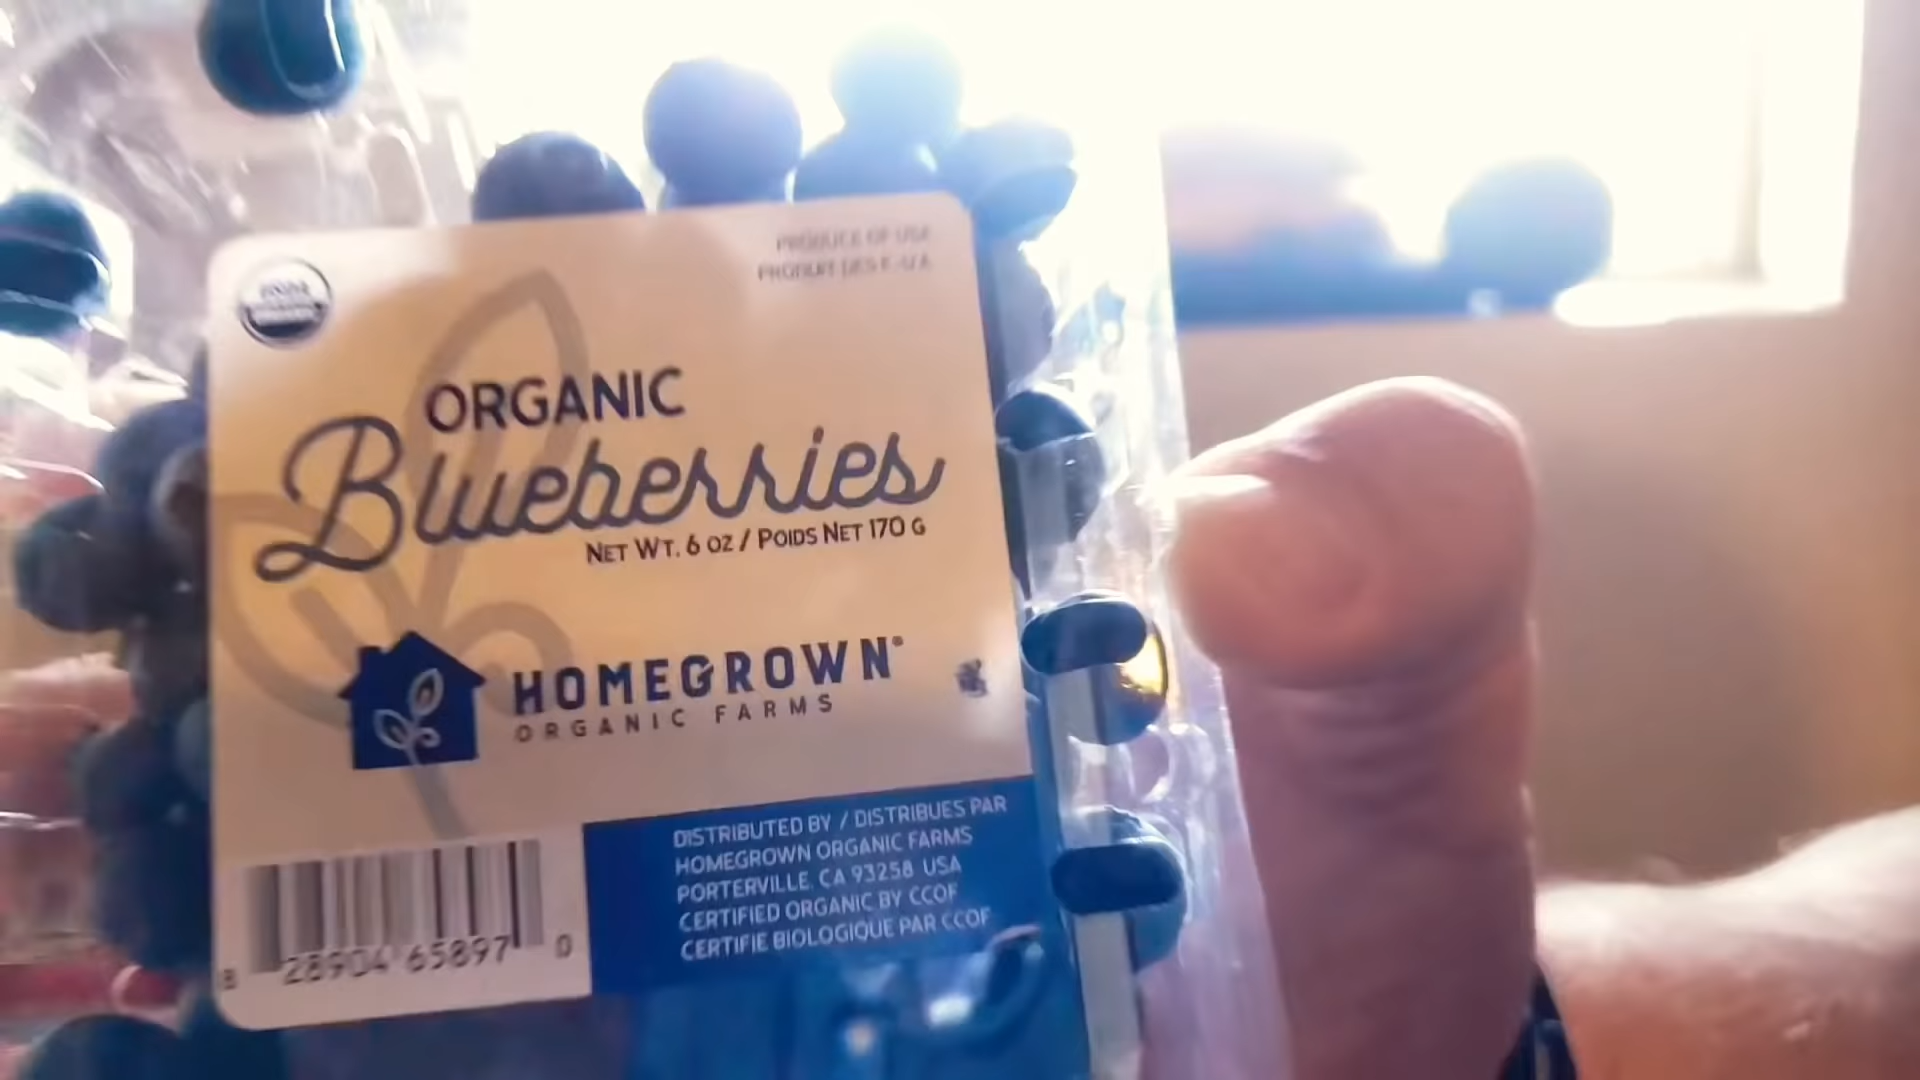 USDA
ORGANIC
PRODUCE OF USA
PRODUIT DES É.-U.A.
ORGANIC
Blueberries
NET WT. 6 OZ / POIDS NET 170 G
HOMEGROWN®
ORGANIC FARMS
DISTRIBUTED BY / DISTRIBUES PAR
HOMEGROWN ORGANIC FARMS
PORTERVILLE, CA 93258 USA
CERTIFIED ORGANIC BY CCOF
CERTIFIE BIOLOGIQUE PAR CCOF
8 28904 65897 0